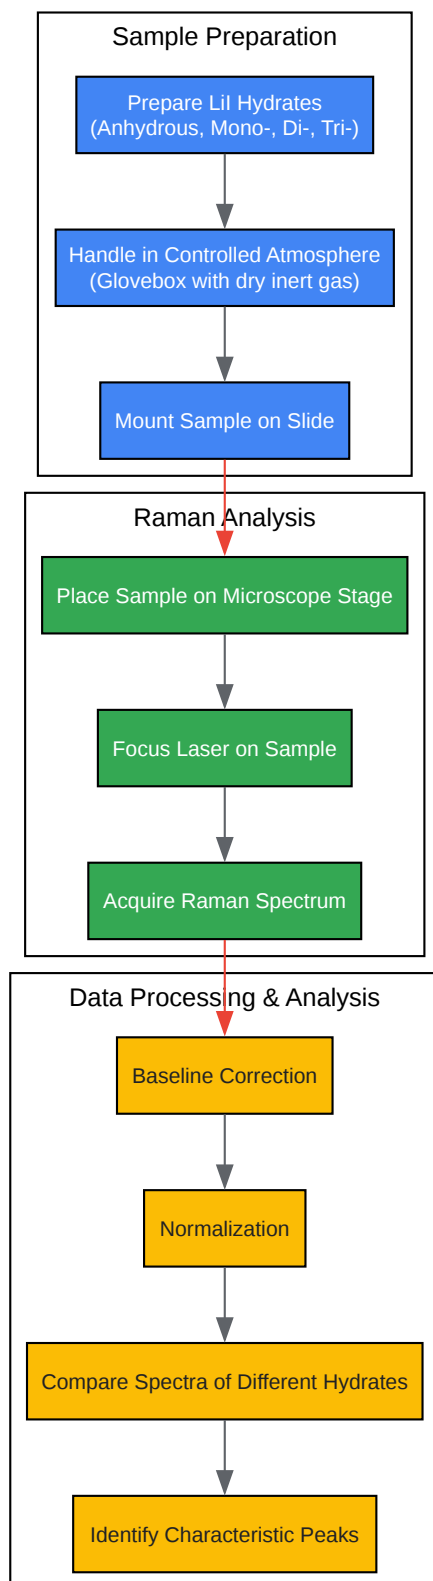 Sample Preparation
Prepare LiI Hydrates
(Anhydrous, Mono-, Di-, Tri-)
Handle in Controlled Atmosphere
(Glovebox with dry inert gas)
Mount Sample on Slide
Raman Analysis
Place Sample on Microscope Stage
Focus Laser on Sample
Acquire Raman Spectrum
Data Processing & Analysis
Baseline Correction
Normalization
Compare Spectra of Different Hydrates
Identify Characteristic Peaks